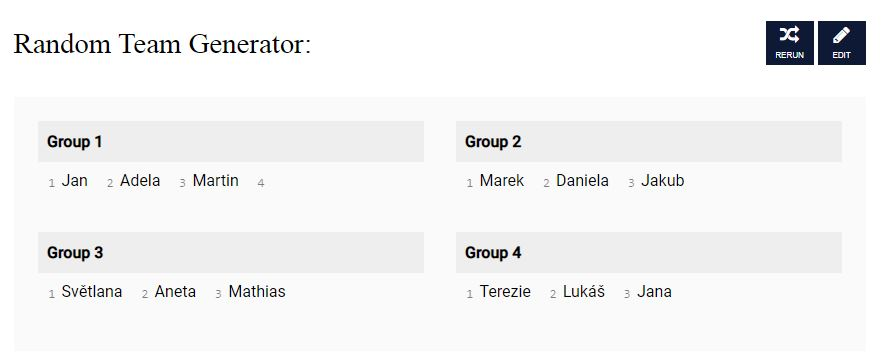 Random Team Generator:
RERUN
EDIT
Group 1
1 Jan 2 Adela 3 Martin 4
Group 2
1 Marek 2 Daniela 3 Jakub
Group 3
1 Světlana 2 Aneta 3 Mathias
Group 4
1 Terezie 2 Lukáš 3 Jana